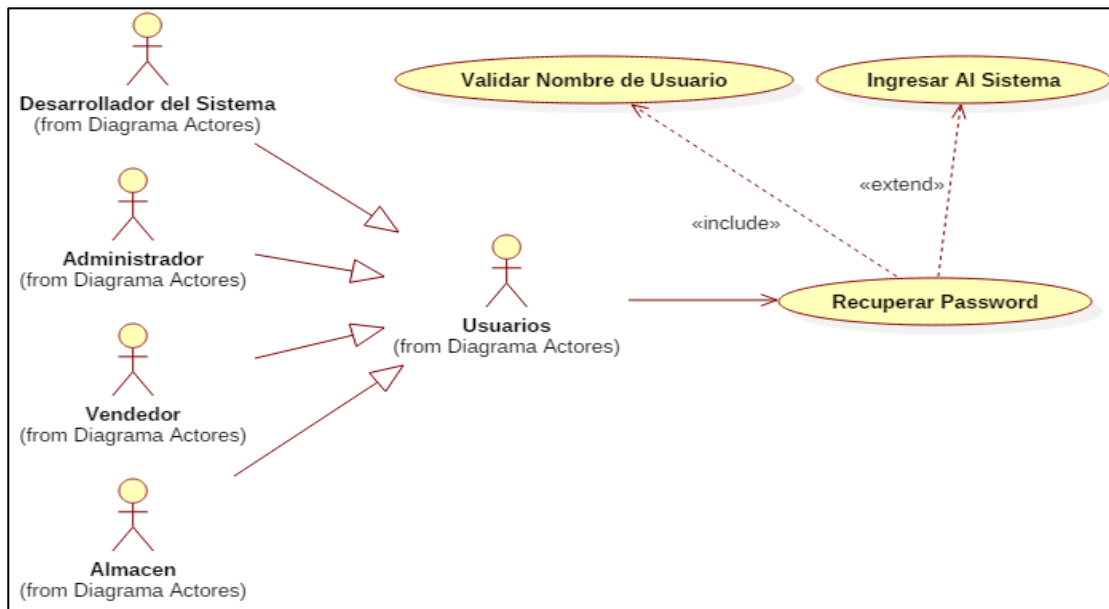 Desarrollador del Sistema
(from Diagrama Actores)
Validar Nombre de Usuario
Ingresar Al Sistema
«extend»
«include»
Administrador
(from Diagrama Actores)
Usuarios
(from Diagrama Actores)
Recuperar Password
Vendedor
(from Diagrama Actores)
Almacen
(from Diagrama Actores)